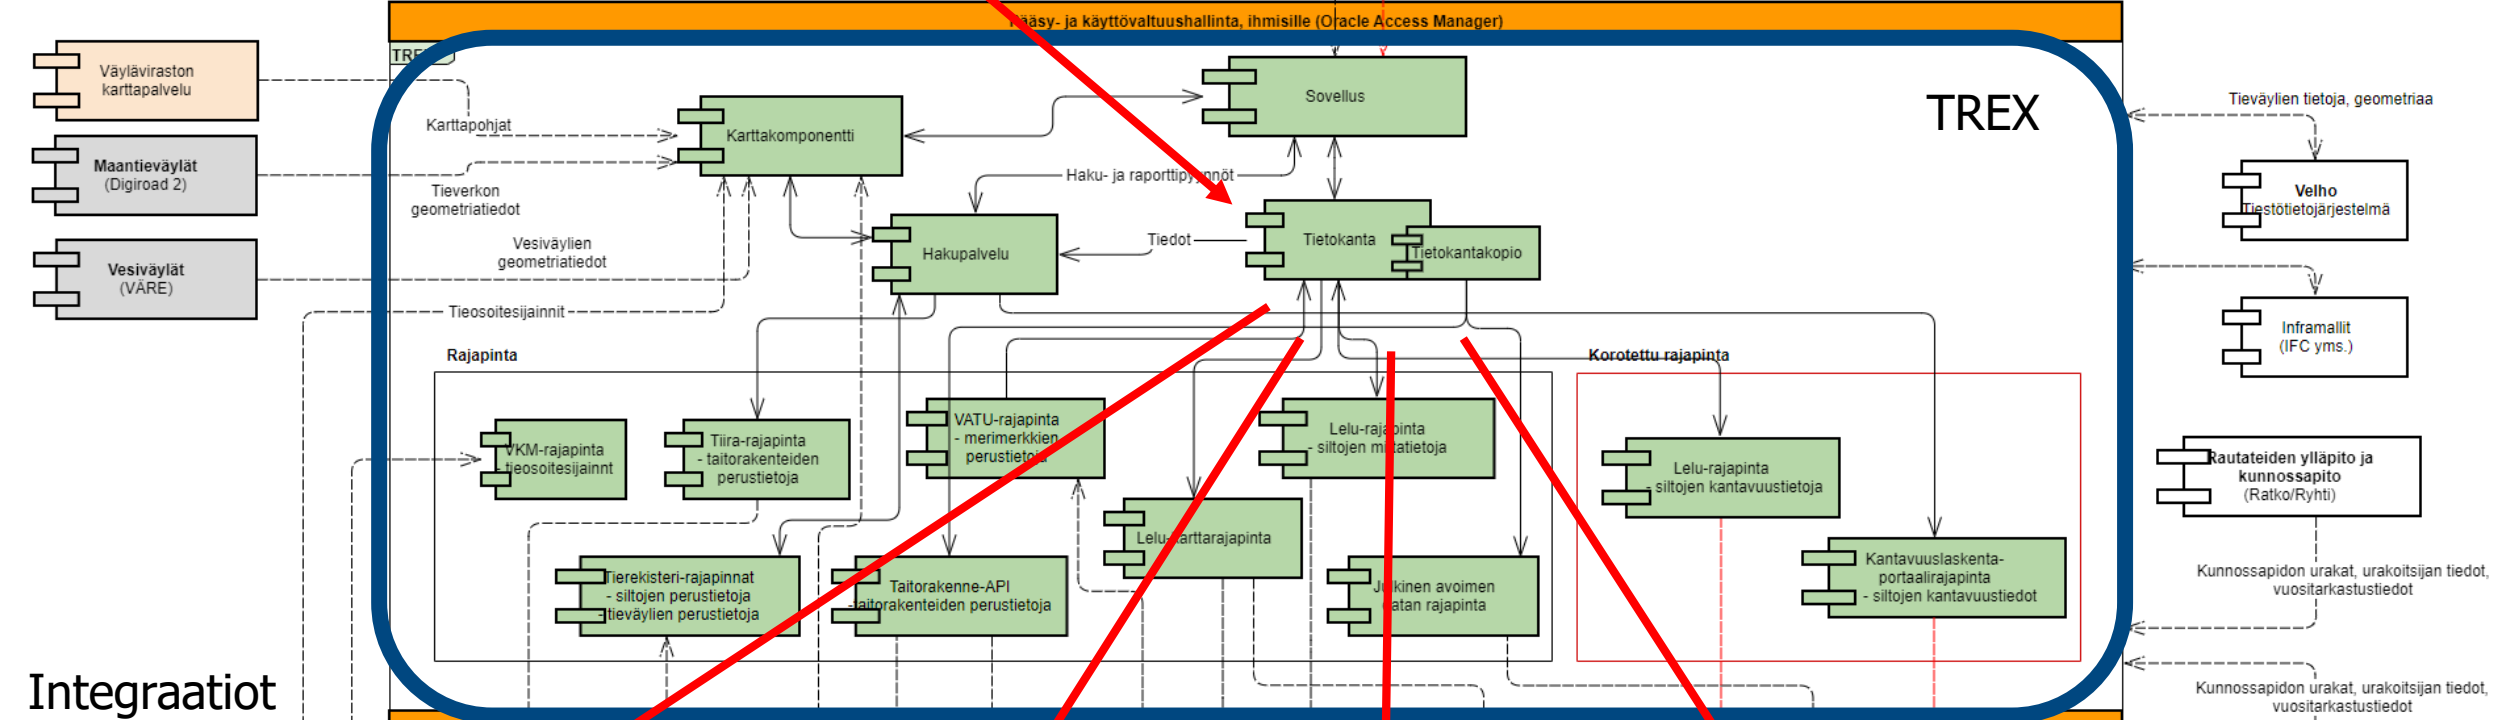 Pääsy- ja käyttövaltuushallinta, ihmisille (Oracle Access Manager)
TREX
Väyläviraston
karttapalvelu
Maantieväylät
(Digiroad 2)
Vesiväylät
(VÄRE)
Karttapohjat
Tieverkon
geometriatiedot
Vesiväylien
geometriatiedot
Tieosoitesijainnit
Karttakomponentti
Sovellus
Haku- ja raporttipyynnöt
Hakupalvelu
Tiedot
Tietokanta
Tietokantakopio
Tieväylien tietoja, geometriaa
Velho
Tiestötietojärjestelmä
Inframallit
(IFC yms.)
Rautateiden ylläpito ja
kunnossapito
(Ratko/Ryhti)
Kunnossapidon urakat, urakoitsijan tiedot,
vuositarkastustiedot
Kunnossapidon urakat, urakoitsijan tiedot,
vuositarkastustiedot
Rajapinta
Korotettu rajapinta
VKM-rajapinta
- tieosoitesijainnt
Tiira-rajapinta
- taitorakenteiden
perustietoja
VATU-rajapinta
- merimerkkien
perustietoja
Lelu-rajapinta
- siltojen mittatietoja
Lelu-rajapinta
- siltojen kantavuustietoja
Lelu-karttarajapinta
Tierekisteri-rajapinnat
- siltojen perustietoja
- tieväylien perustietoja
Taitorakenne-API
-taitorakenteiden perustietoja
Julkinen avoimen
datan rajapinta
Kantavuuslaskenta-
portaalirajapinta
- siltojen kantavuustiedot
Integraatiot